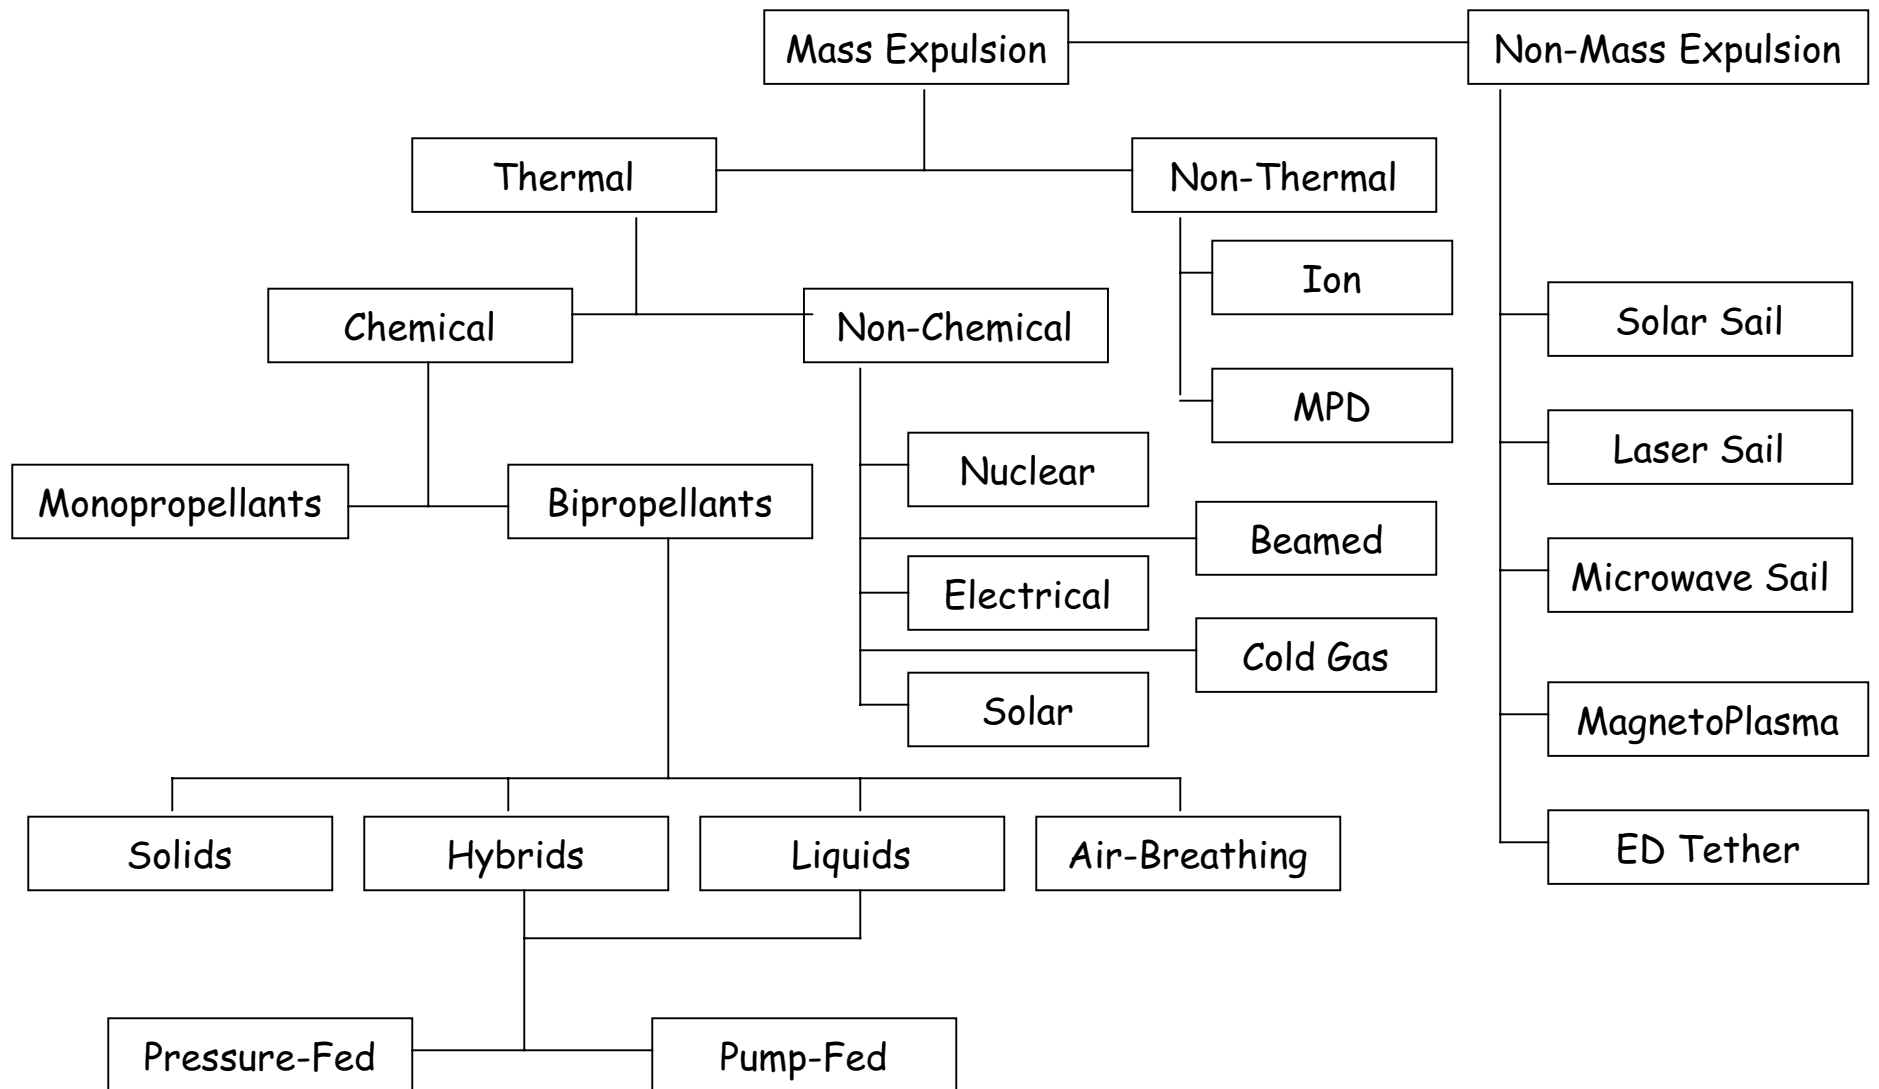 Mass Expulsion
Non-Mass Expulsion
Thermal
Non-Thermal
Ion
Chemical
Non-Chemical
Solar Sail
MPD
Laser Sail
Nuclear
Monopropellants
Bipropellants
Beamed
Microwave Sail
Electrical
Cold Gas
Solar
MagnetoPlasma
Solids
Hybrids
Liquids
Air-Breathing
ED Tether
Pressure-Fed
Pump-Fed